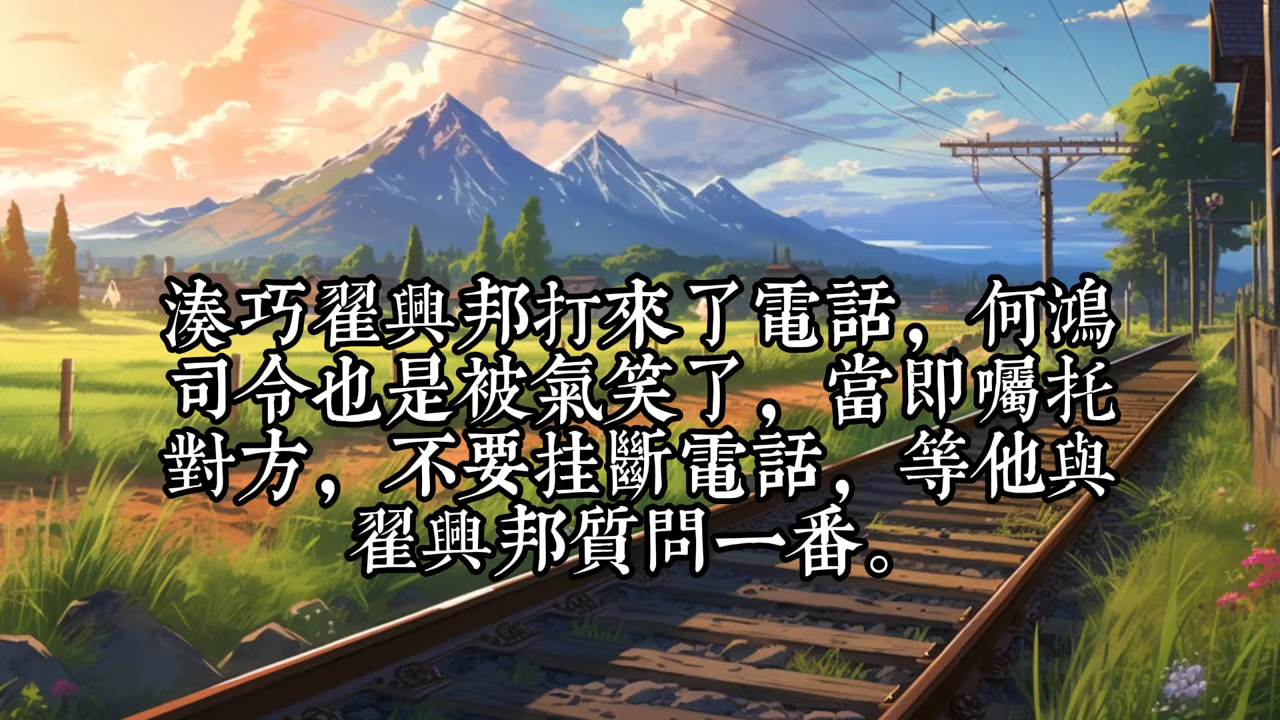 湊巧翟興邦打來了電話，何鴻
司令也是被氣笑了，當即囑托
對方，不要挂斷電話，等他與
翟興邦質問一番。